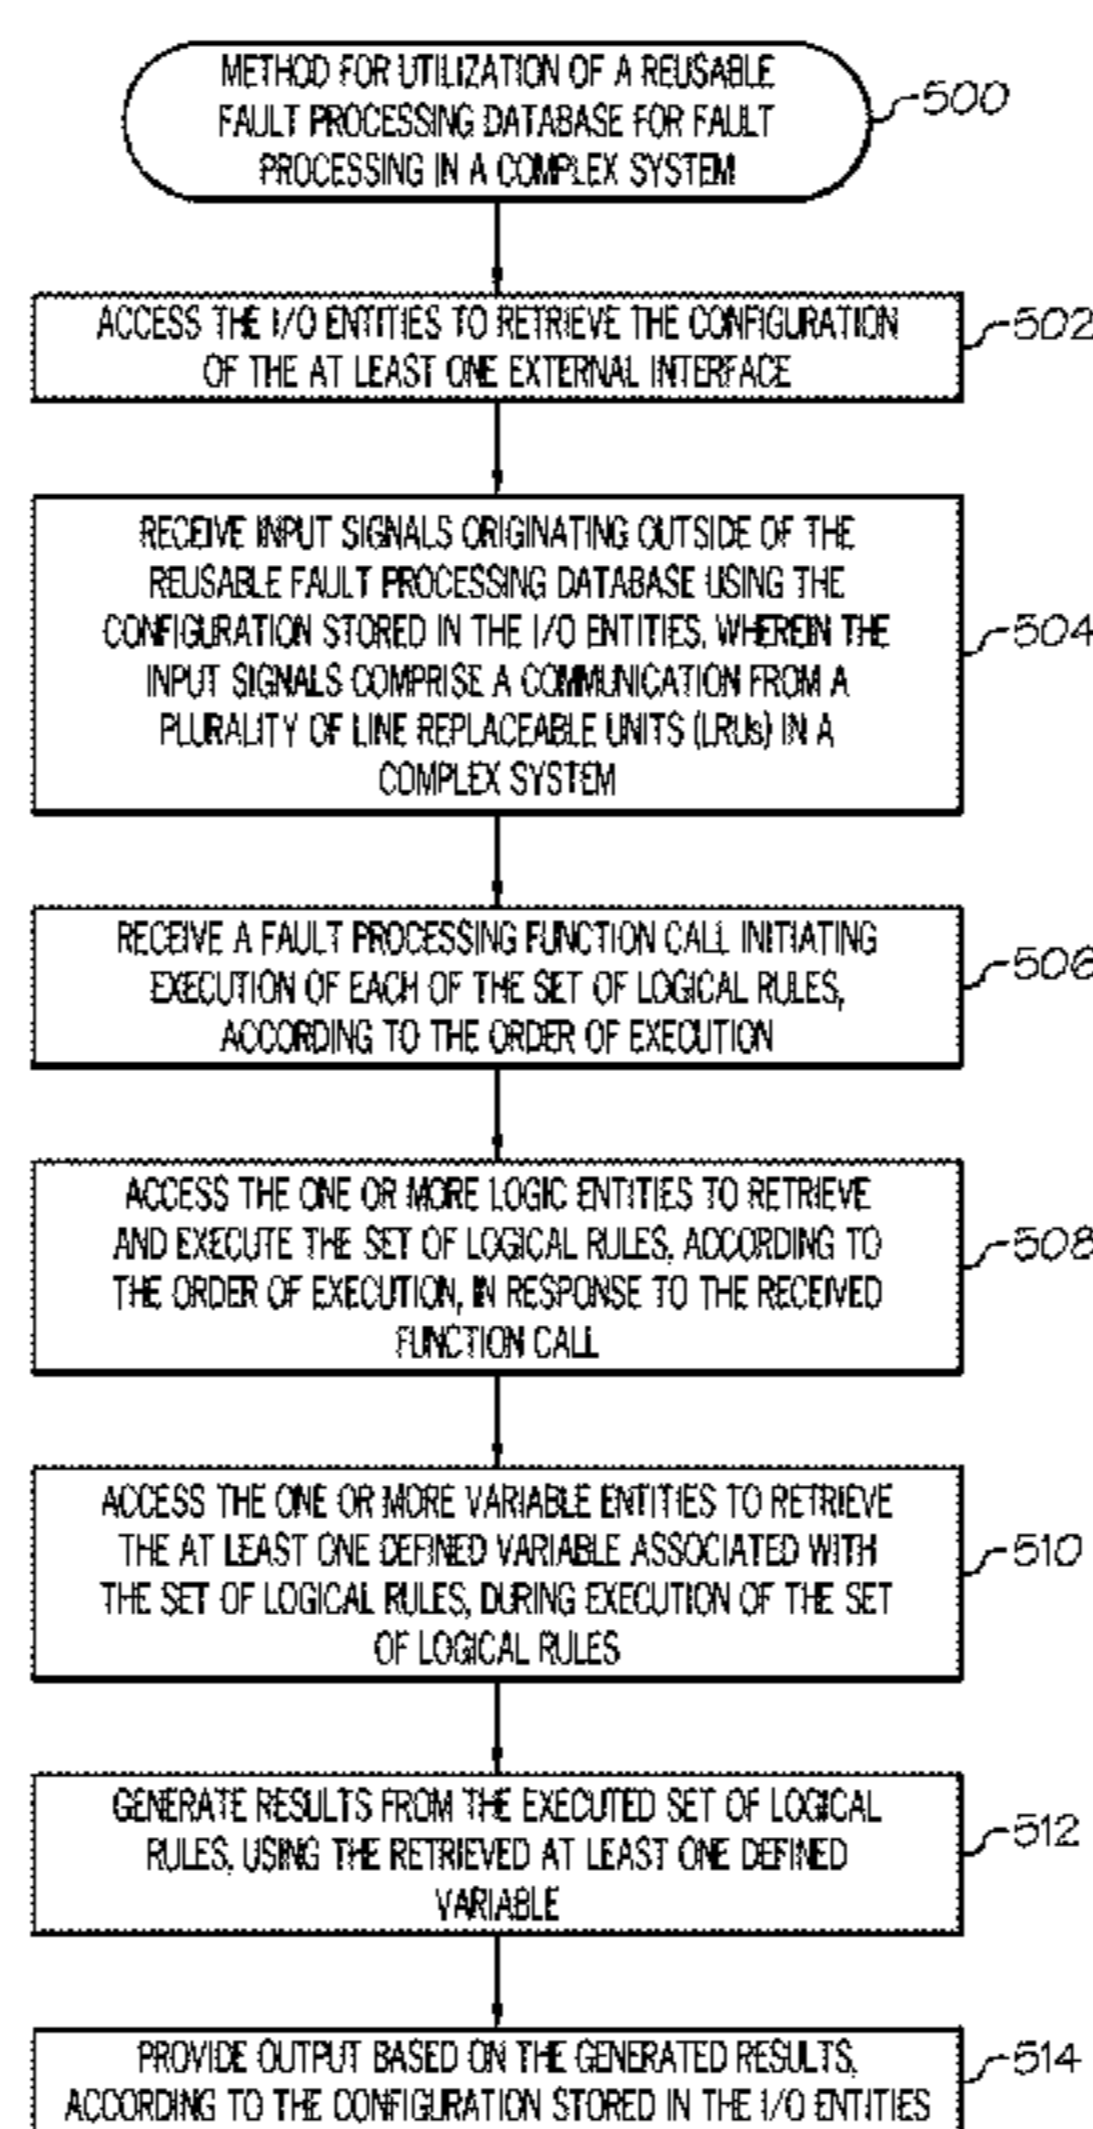 METHOD FOR UTILIZATION OF A REUSABLE
FAULT PROCESSING DATABASE FOR FAULT
PROCESSING IN A COMPLEX SYSTEM
500
ACCESS THE I/O ENTITIES TO RETRIEVE THE CONFIGURATION
OF THE AT LEAST ONE EXTERNAL INTERFACE
502
RECEIVE INPUT SIGNALS ORIGINATING OUTSIDE OF THE
REUSABLE FAULT PROCESSING DATABASE USING THE
CONFIGURATION STORED IN THE I/O ENTITIES, WHEREIN THE
INPUT SIGNALS COMPRISE A COMMUNICATION FROM A
PLURALITY OF LINE REPLACEABLE UNITS (LRUs) IN A
COMPLEX SYSTEM
504
RECEIVE A FAULT PROCESSING FUNCTION CALL INITIATING
EXECUTION OF EACH OF THE SET OF LOGICAL RULES,
ACCORDING TO THE ORDER OF EXECUTION
506
ACCESS THE ONE OR MORE LOGIC ENTITIES TO RETRIEVE
AND EXECUTE THE SET OF LOGICAL RULES, ACCORDING TO
THE ORDER OF EXECUTION, IN RESPONSE TO THE RECEIVED
FUNCTION CALL
508
ACCESS THE ONE OR MORE VARIABLE ENTITIES TO RETRIEVE
THE AT LEAST ONE DEFINED VARIABLE ASSOCIATED WITH
THE SET OF LOGICAL RULES, DURING EXECUTION OF THE SET
OF LOGICAL RULES
510
GENERATE RESULTS FROM THE EXECUTED SET OF LOGICAL
RULES, USING THE RETRIEVED AT LEAST ONE DEFINED
VARIABLE
512
PROVIDE OUTPUT BASED ON THE GENERATED RESULTS,
ACCORDING TO THE CONFIGURATION STORED IN THE I/O ENTITIES
514